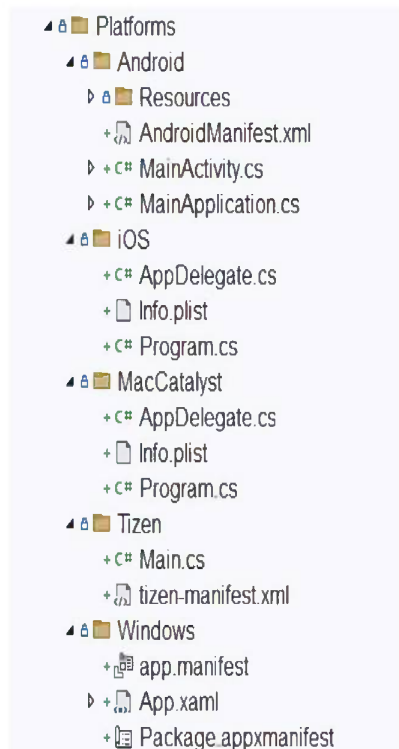 Platforms
Android
Resources
AndroidManifest.xml
C# MainActivity.cs
C# MainApplication.cs
iOS
C# AppDelegate.cs
Info.plist
C# Program.cs
MacCatalyst
C# AppDelegate.cs
Info.plist
C# Program.cs
Tizen
C# Main.cs
tizen-manifest.xml
Windows
app.manifest
App.xaml
Package.appxmanifest